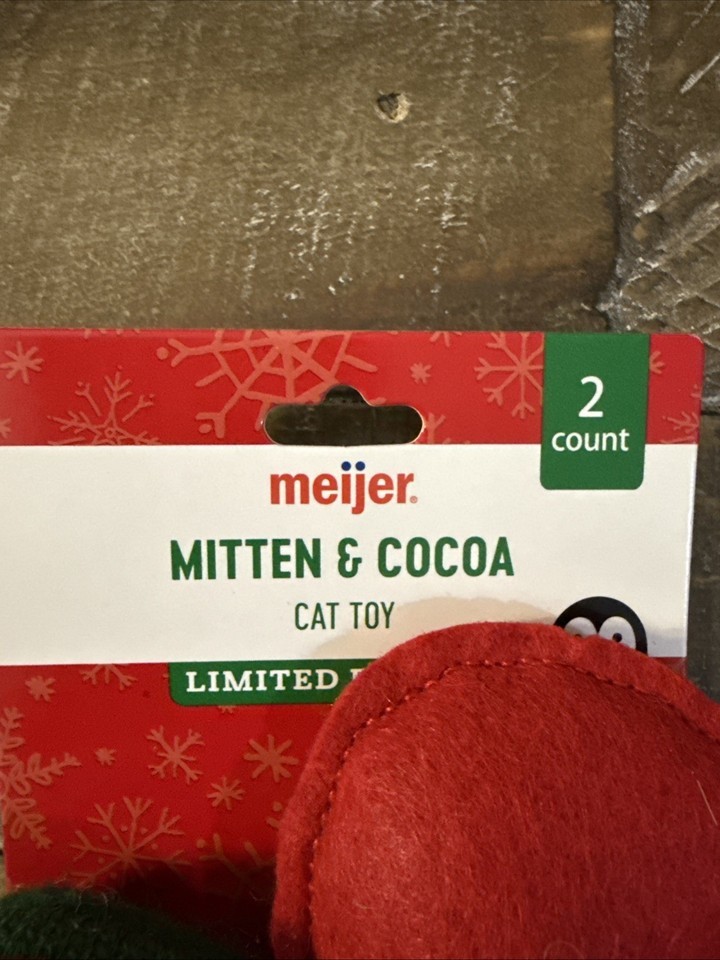 2
count
meijer
MITTEN & COCOA
CAT TOY
LIMITED